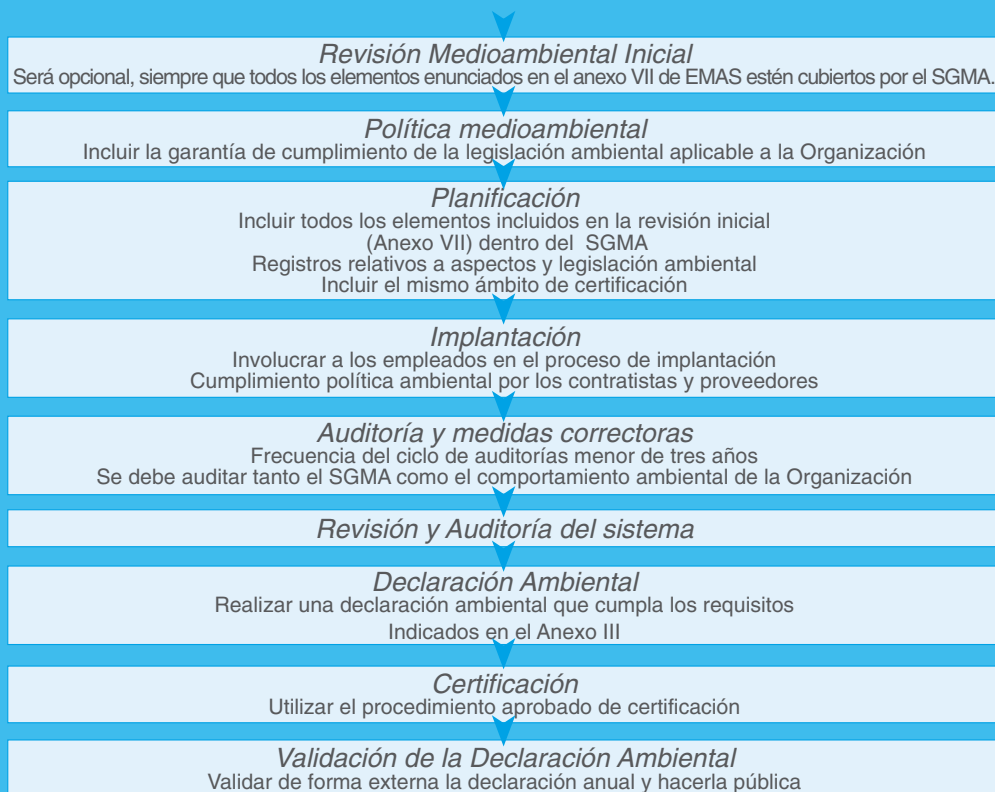 Revisión Medioambiental Inicial
Será opcional, siempre que todos los elementos enunciados en el anexo VII de EMAS estén cubiertos por el SGMA.
Política medioambiental
Incluir la garantía de cumplimiento de la legislación ambiental aplicable a la Organización
Planificación
Incluir todos los elementos incluidos en la revisión inicial
(Anexo VII) dentro del SGMA
Registros relativos a aspectos y legislación ambiental
Incluir el mismo ámbito de certificación
Implantación
Involucrar a los empleados en el proceso de implantación
Cumplimiento política ambiental por los contratistas y proveedores
Auditoría y medidas correctoras
Frecuencia del ciclo de auditorías menor de tres años
Se debe auditar tanto el SGMA como el comportamiento ambiental de la Organización
Revisión y Auditoría del sistema
Declaración Ambiental
Realizar una declaración ambiental que cumpla los requisitos
Indicados en el Anexo III
Certificación
Utilizar el procedimiento aprobado de certificación
Validación de la Declaración Ambiental
Validar de forma externa la declaración anual y hacerla pública